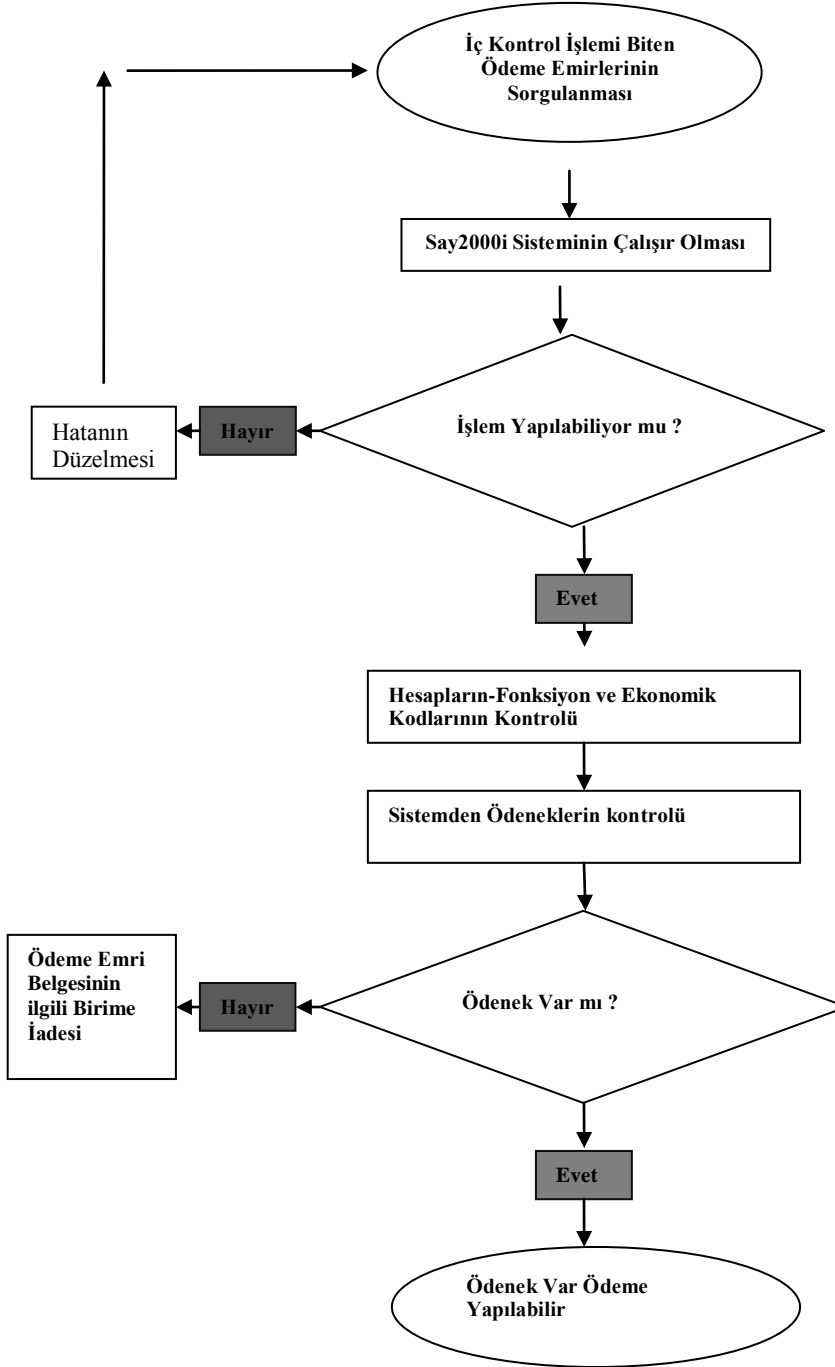 İç Kontrol İşlemi Biten
Ödeme Emirlerinin
Sorgulanması
Say2000i Sisteminin Çalışır Olması
İşlem Yapılabiliyor mu ?
Hayır
Hatanın
Düzelmesi
Evet
Hesapların-Fonksiyon ve Ekonomik
Kodlarının Kontrolü
Sistemden Ödeneklerin kontrolü
Ödenek Var mı ?
Hayır
Ödeme Emri
Belgesinin
ilgili Birime
İadesi
Evet
Ödenek Var Ödeme
Yapılabilir